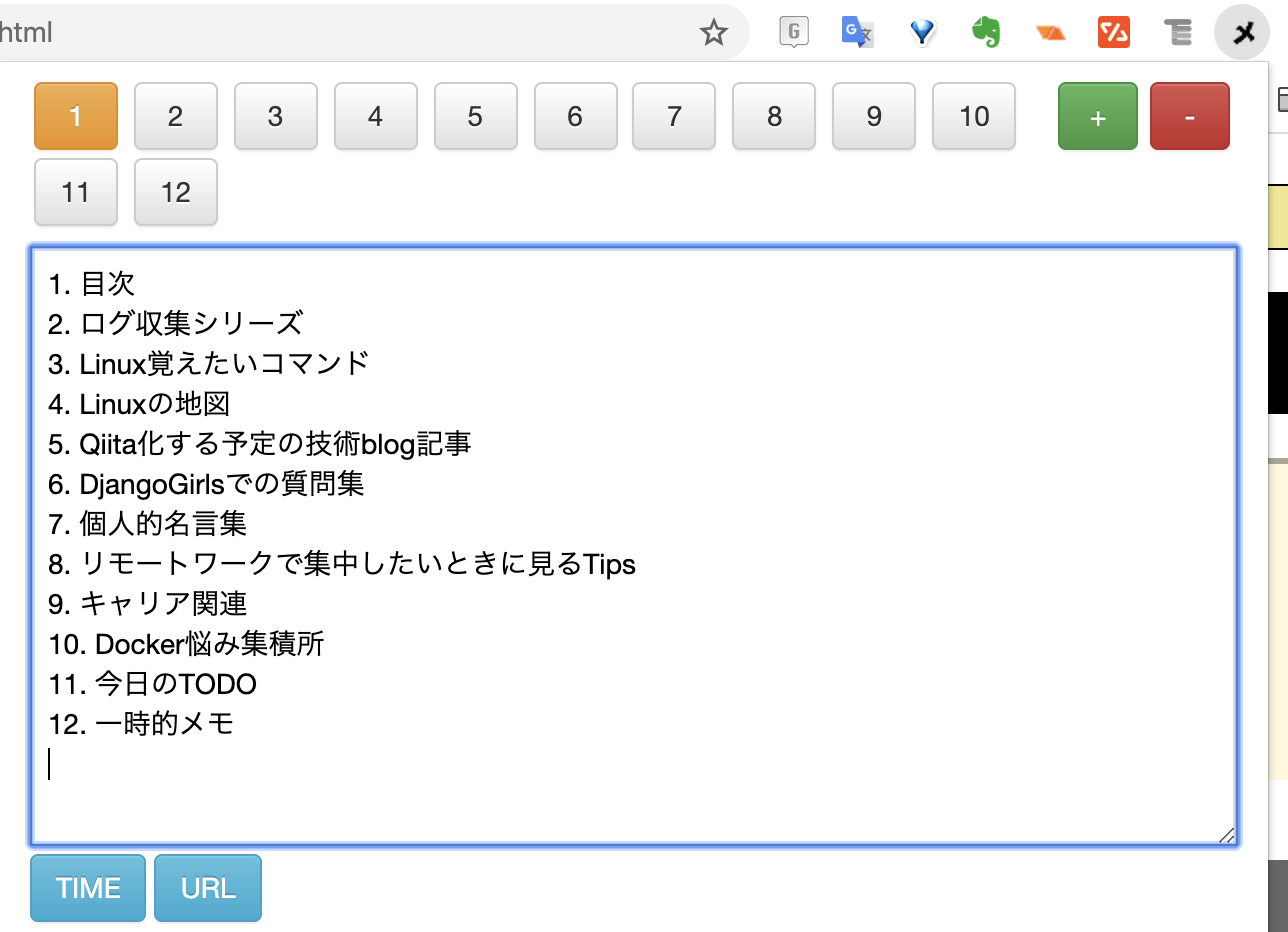 html
1 2 3 4 5 6 7 8 9 10 + -
11 12
1. 目次
2. ログ収集シリーズ
3. Linux覚えたいコマンド
4. Linuxの地図
5. Qiita化する予定の技術blog記事
6. DjangoGirlsでの質問集
7. 個人的名言集
8. リモートワークで集中したいときに見るTips
9. キャリア関連
10. Docker悩み集積所
11. 今日のTODO
12. 一時的メモ
TIME URL